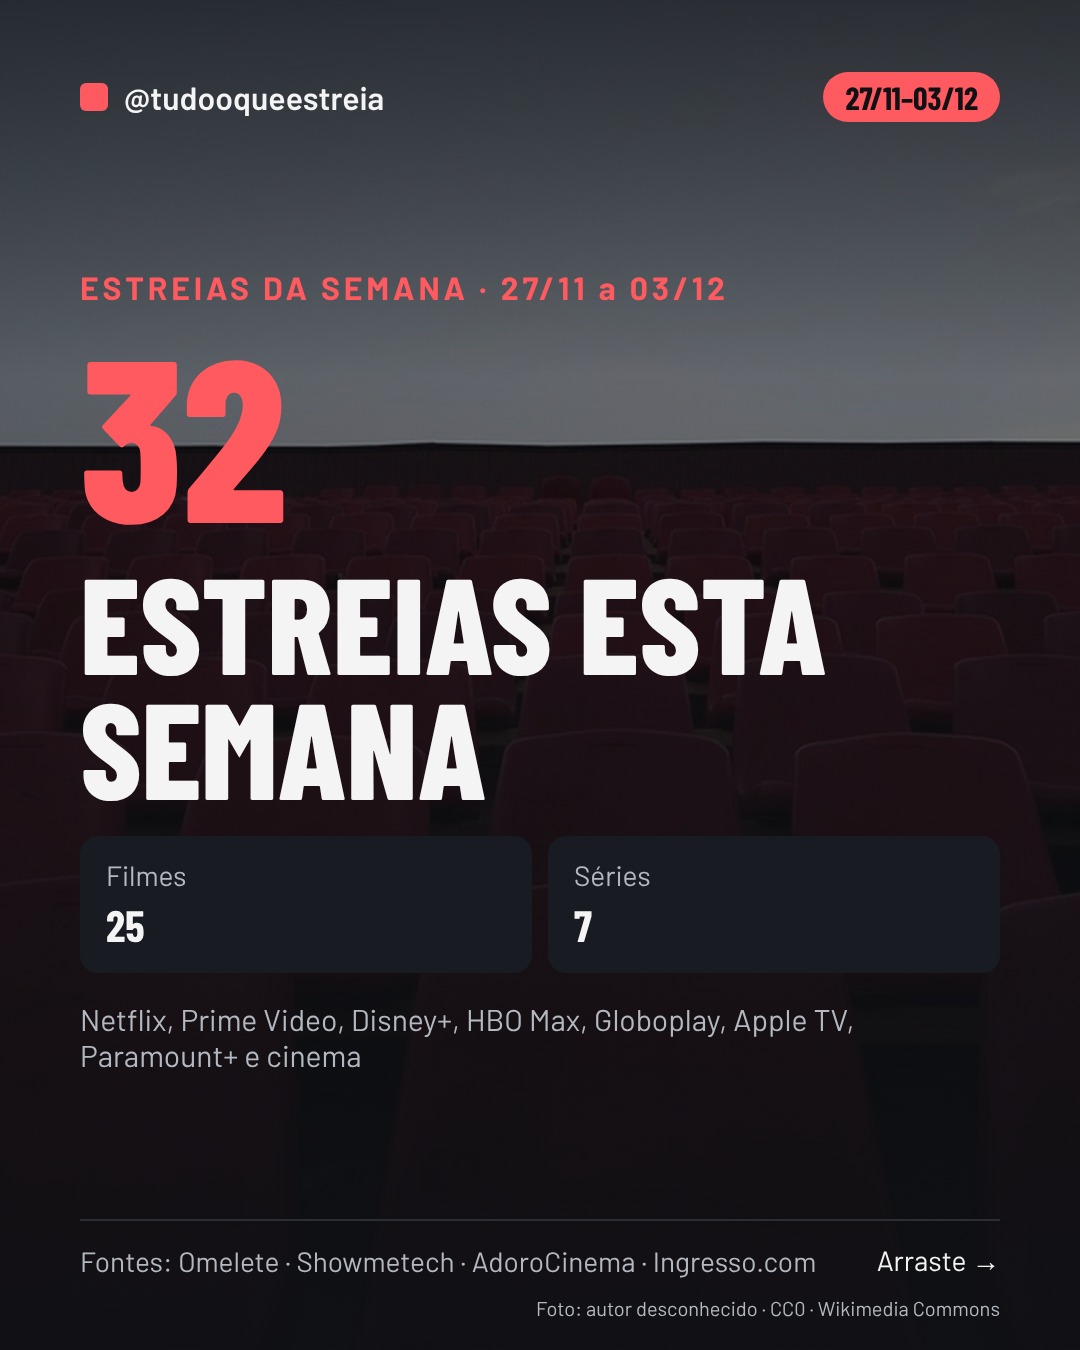 @tudooqueestreia
27/11–03/12
ESTREIAS DA SEMANA · 27/11 a 03/12
32
ESTREIAS ESTA
SEMANA
Filmes
25
Séries
7
Netflix, Prime Video, Disney+, HBO Max, Globoplay, Apple TV,
Paramount+ e cinema
Fontes: Omelete · Showmetech · AdoroCinema · Ingresso.com
Arraste →
Foto: autor desconhecido · CC0 · Wikimedia Commons